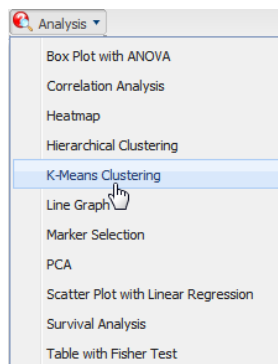 Analysis
Box Plot with ANOVA
Correlation Analysis
Heatmap
Hierarchical Clustering
K-Means Clustering
Line Graph
Marker Selection
PCA
Scatter Plot with Linear Regression
Survival Analysis
Table with Fisher Test